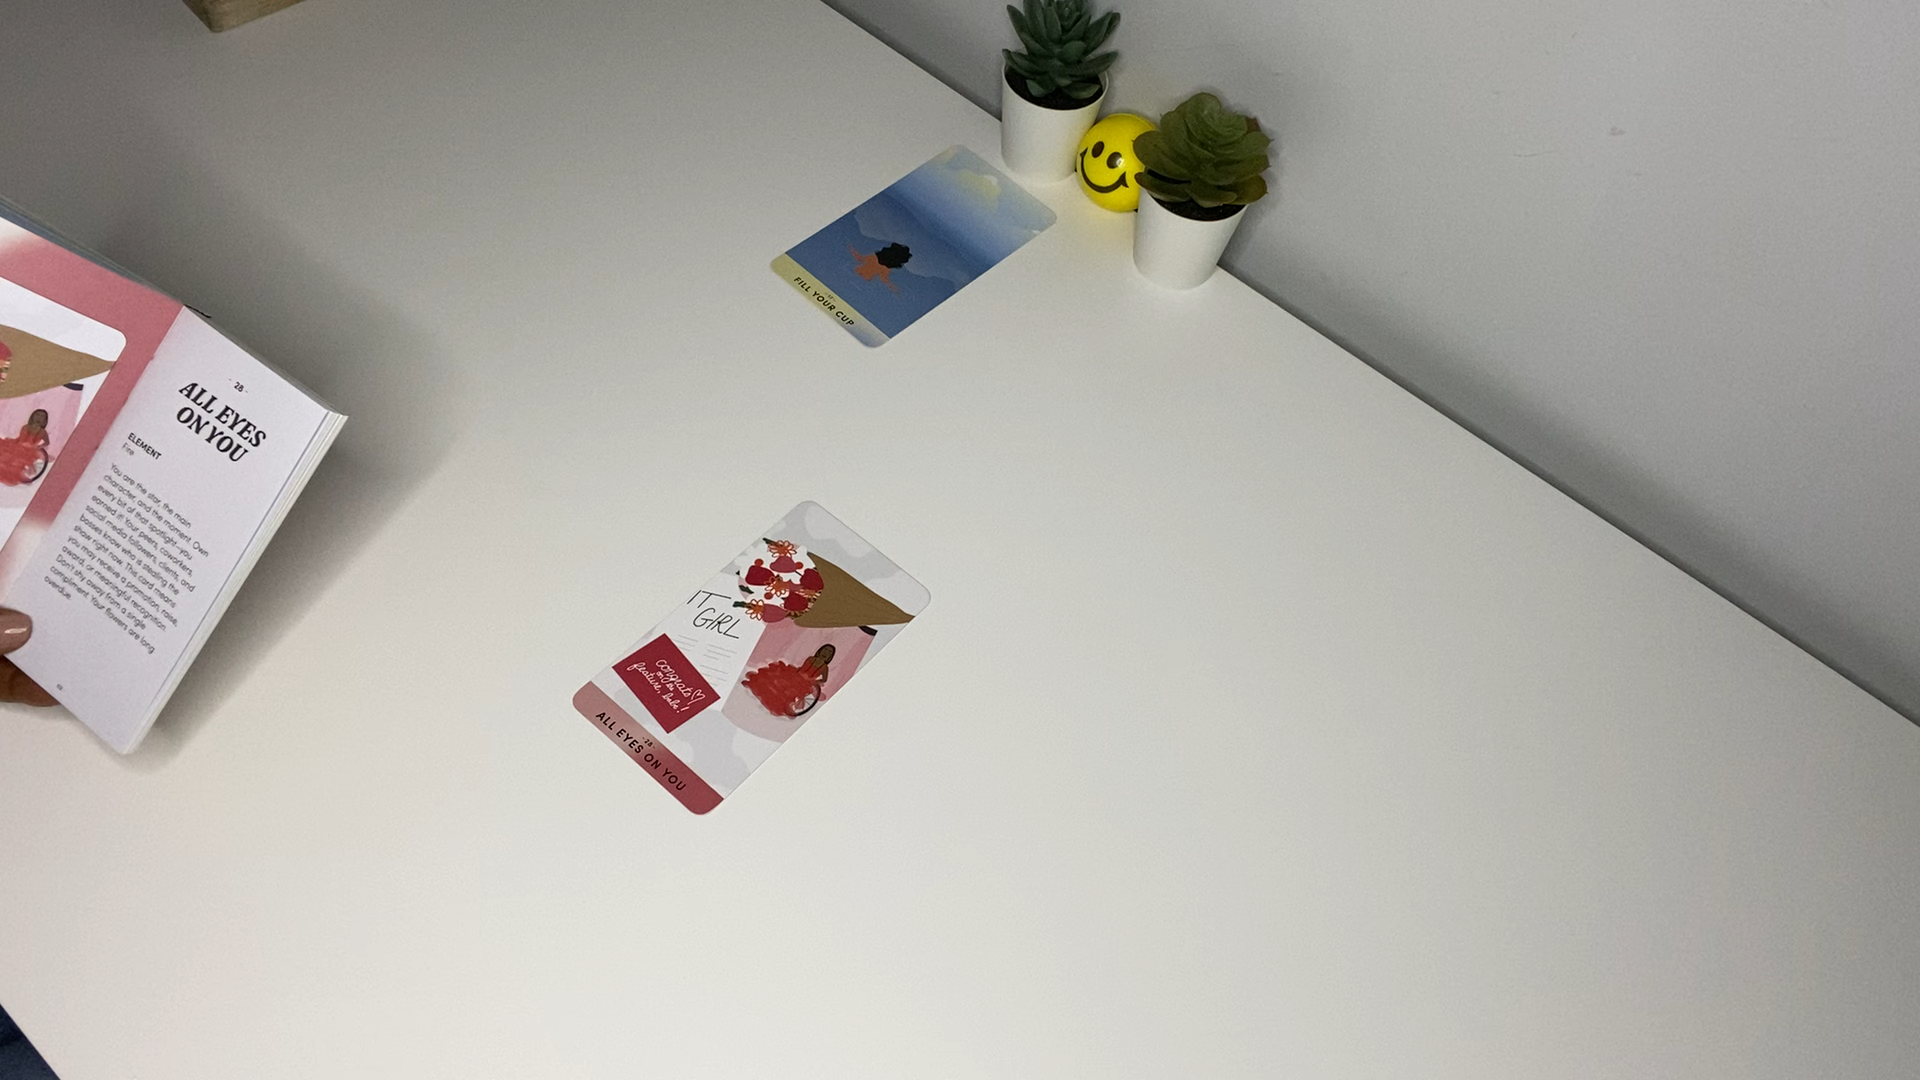 - 28 -
ALL EYES
ON YOU
ELEMENT
Fire
You are the star, the main
character, and the moment. Own
every bit of that spotlight—you
earned it! Your peers, coworkers,
social media followers, clients, and
bosses know who is stealing the
show right now. This card means
you may receive a promotion, raise,
award, or meaningful recognition.
Don't shy away from a single
compliment. Your flowers are long
overdue.
FILL YOUR CUP
IT
GIRL
congrats
on the
feature, babe!
- 28 -
ALL EYES ON YOU